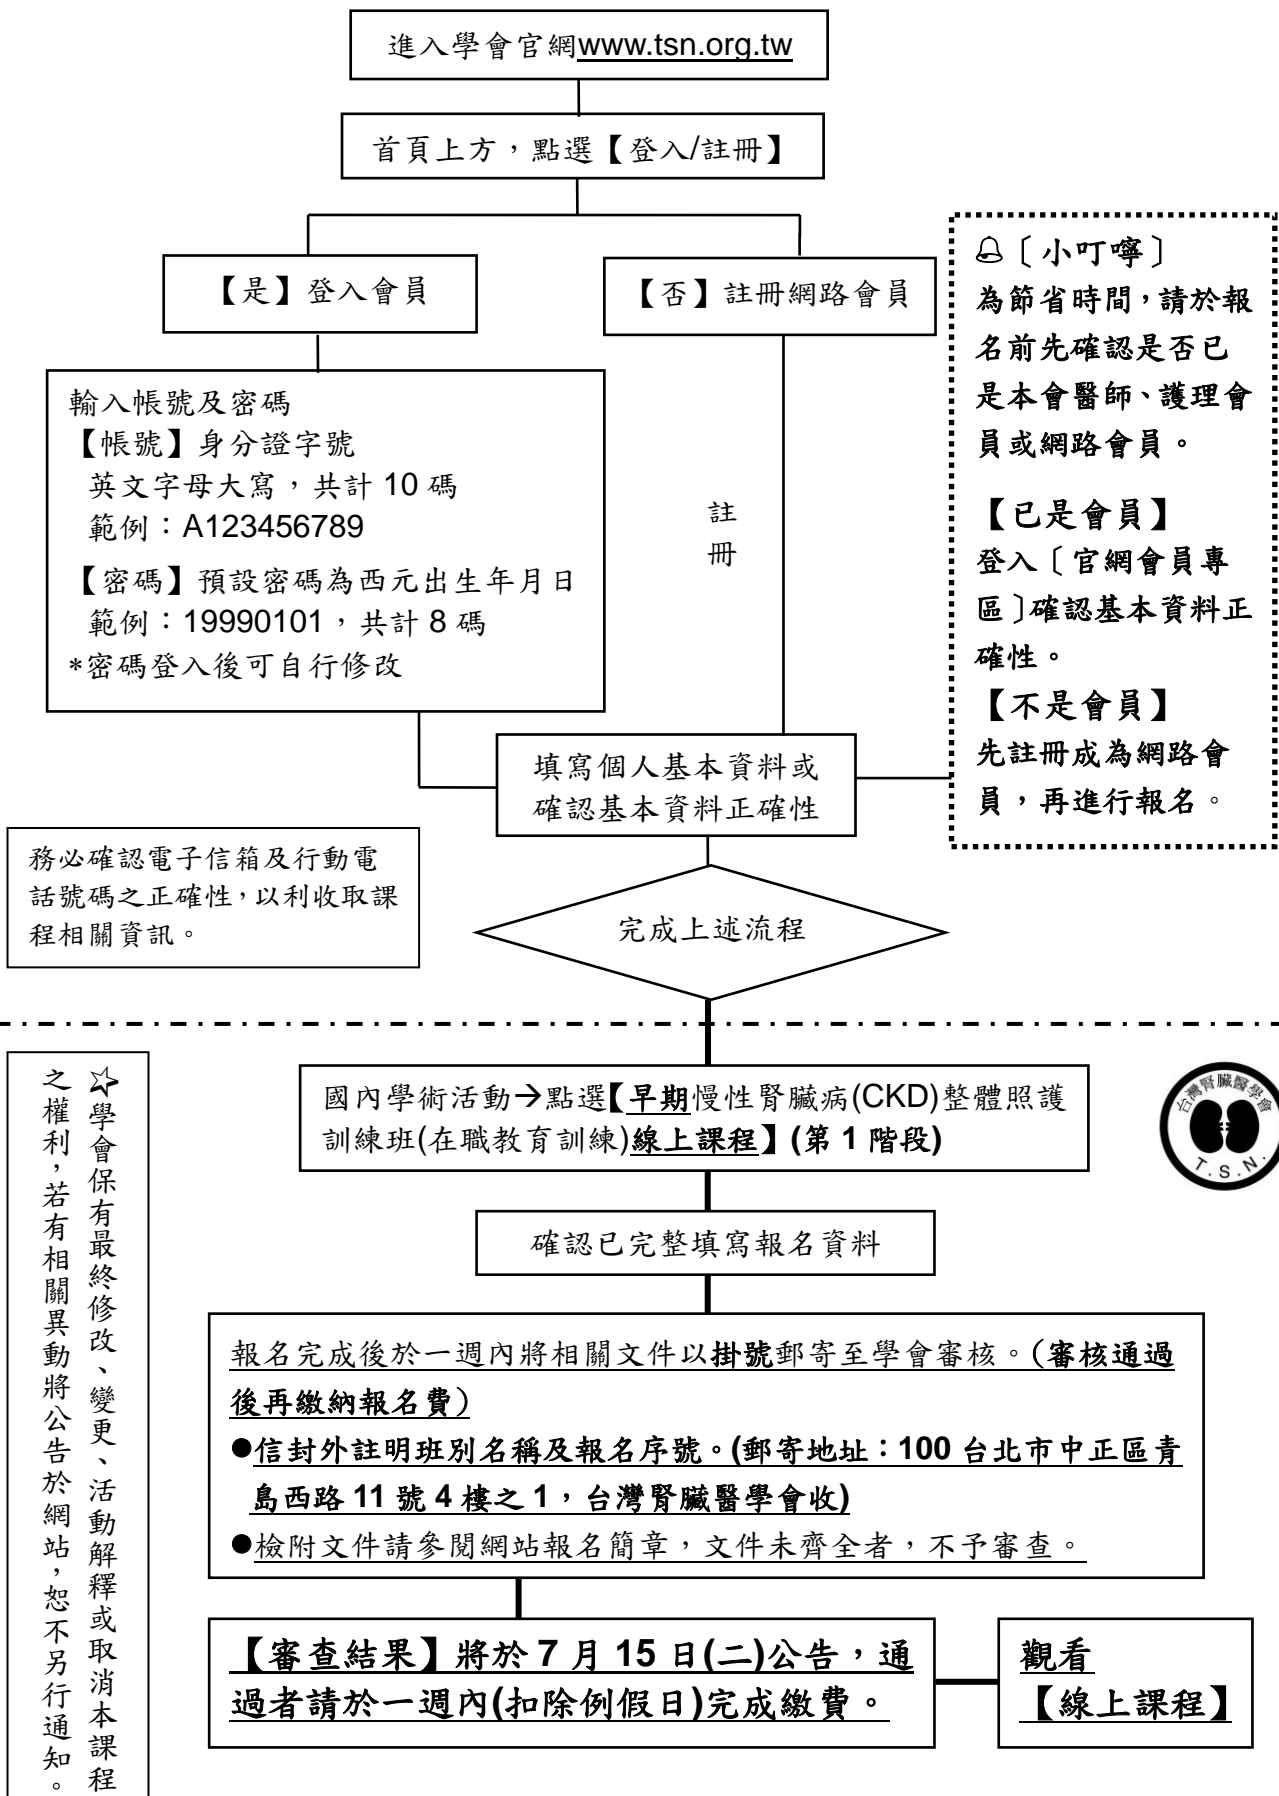 進入學會官網www.tsn.org.tw
首頁上方，點選【登入/註冊】
【是】登入會員
【否】註冊網路會員
輸入帳號及密碼
【帳號】身分證字號
英文字母大寫，共計 10 碼
範例：A123456789
【密碼】預設密碼為西元出生年月日
範例：19990101，共計 8 碼
*密碼登入後可自行修改
註
冊
〔小叮嚀〕
為節省時間，請於報
名前先確認是否已
是本會醫師、護理會
員或網路會員。
【已是會員】
登入〔官網會員專
區〕確認基本資料正
確性。
【不是會員】
先註冊成為網路會
員，再進行報名。
填寫個人基本資料或
確認基本資料正確性
務必確認電子信箱及行動電
話號碼之正確性，以利收取課
程相關資訊。
完成上述流程
☆學會保有最終修改、變更、活動解釋或取消本課程
之權利，若有相關異動將公告於網站，恕不另行通知。
國內學術活動→點選【早期慢性腎臟病(CKD)整體照護
訓練班(在職教育訓練)線上課程】(第 1 階段)
台灣腎臟醫學會
T.S.N.
確認已完整填寫報名資料
報名完成後於一週內將相關文件以掛號郵寄至學會審核。(審核通過
後再繳納報名費)
●信封外註明班別名稱及報名序號。(郵寄地址：100 台北市中正區青
島西路 11 號 4 樓之 1，台灣腎臟醫學會收)
●檢附文件請參閱網站報名簡章，文件未齊全者，不予審查。
【審查結果】將於 7 月 15 日(二)公告，通
過者請於一週內(扣除例假日)完成繳費。
觀看
【線上課程】